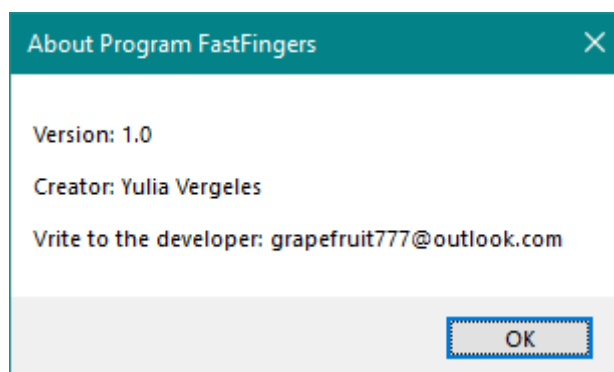 About Program FastFingers
Version: 1.0
Creator: Yulia Vergeles
Vrite to the developer: grapefruit777@outlook.com
OK